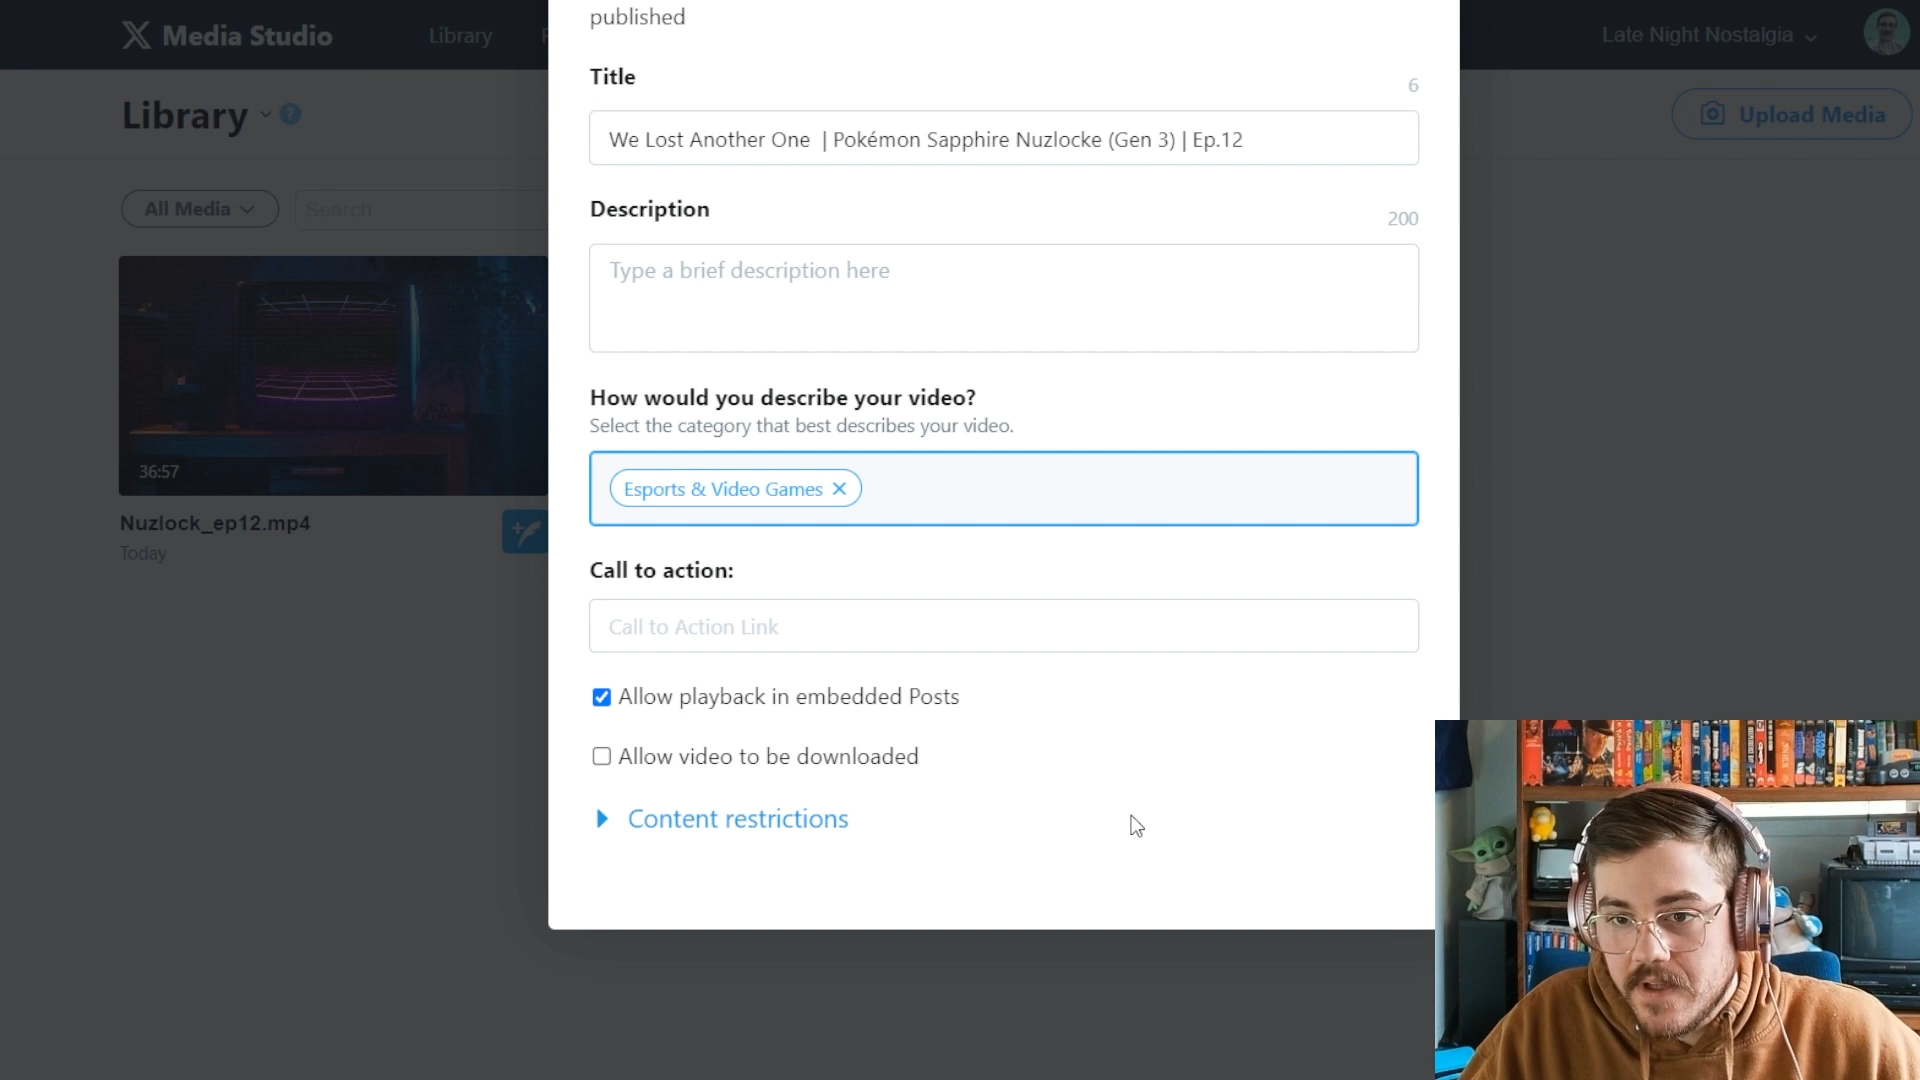 published
Media Studio
Library
Late Night Nostalgia
Title
6
We Lost Another One | Pokémon Sapphire Nuzlocke (Gen 3) | Ep.12
Library
?
Upload Media
Description
200
All Media
Search
Type a brief description here
How would you describe your video?
Select the category that best describes your video.
36:57
Esports & Video Games
Nuzlock_ep12.mp4
Today
Call to action:
Call to Action Link
Allow playback in embedded Posts
Allow video to be downloaded
Content restrictions